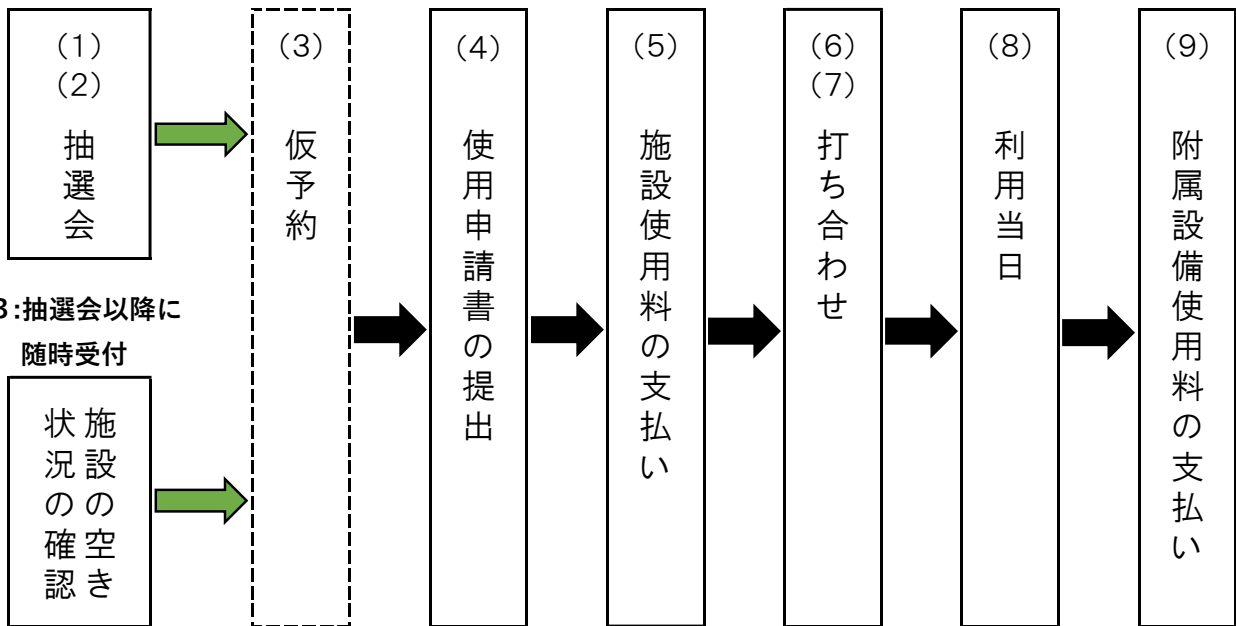 （1）
（2）
抽選会
3：抽選会以降に
随時受付
施設の空き
状況の確認
（3）
仮予約
（4）
使用申請書の提出
（5）
施設使用料の支払い
（6）
（7）
打ち合わせ
（8）
利用当日
（9）
附属設備使用料の支払い